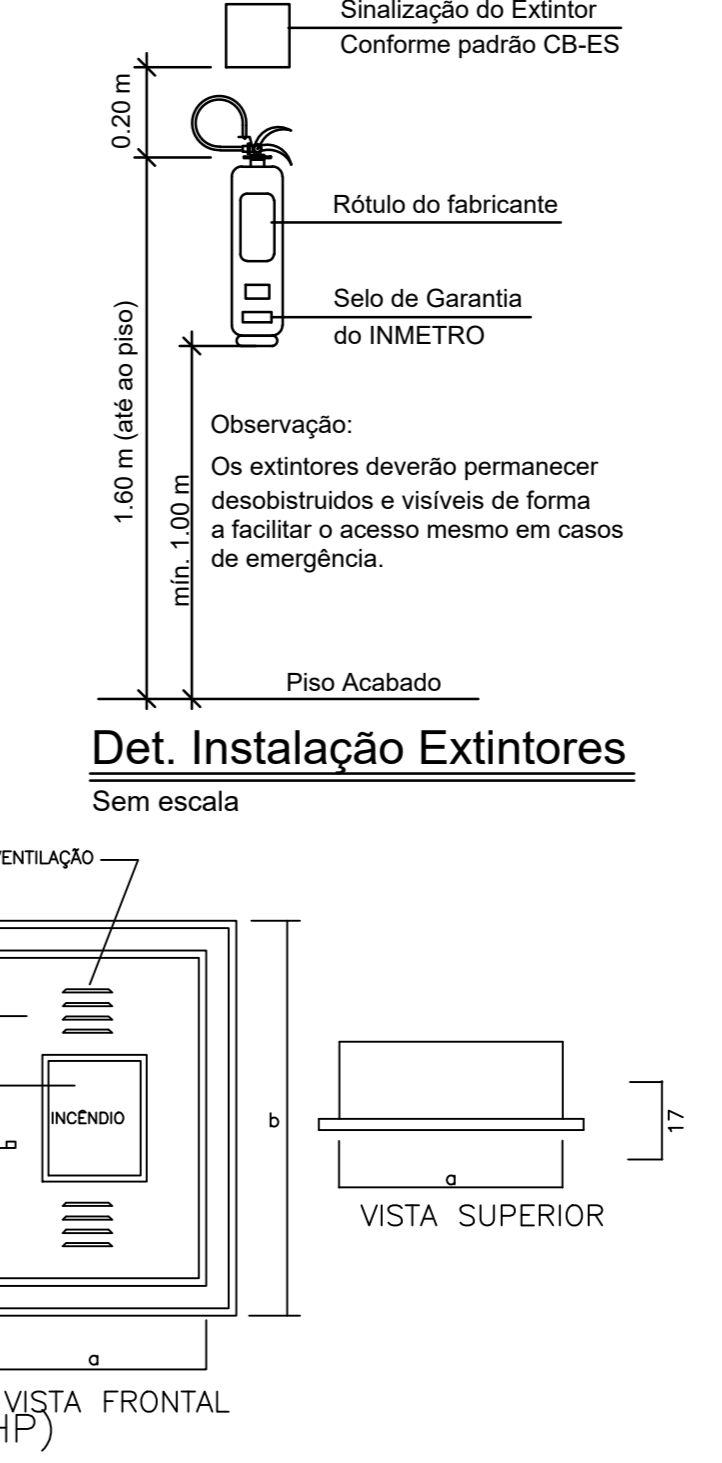 Sinalização do Extintor
Conforme padrão CB-ES
0.20 m
Rótulo do fabricante
Selo de Garantia
do INMETRO
1.60 m (até ao piso)
mín. 1.00 m
Observação:
Os extintores deverão permanecer
desobistruidos e visíveis de forma
a facilitar o acesso mesmo em casos
de emergência.
Piso Acabado
Det. Instalação Extintores
Sem escala
VENTILAÇÃO
INCÊNDIO
b
17
a
VISTA SUPERIOR
a
VISTA FRONTAL
HP)